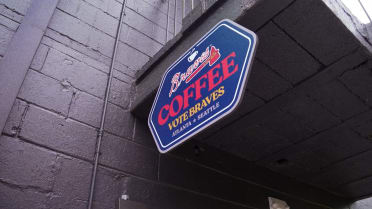 Braves
COFFEE
VOTE BRAVES
ATLANTA & SEATTLE